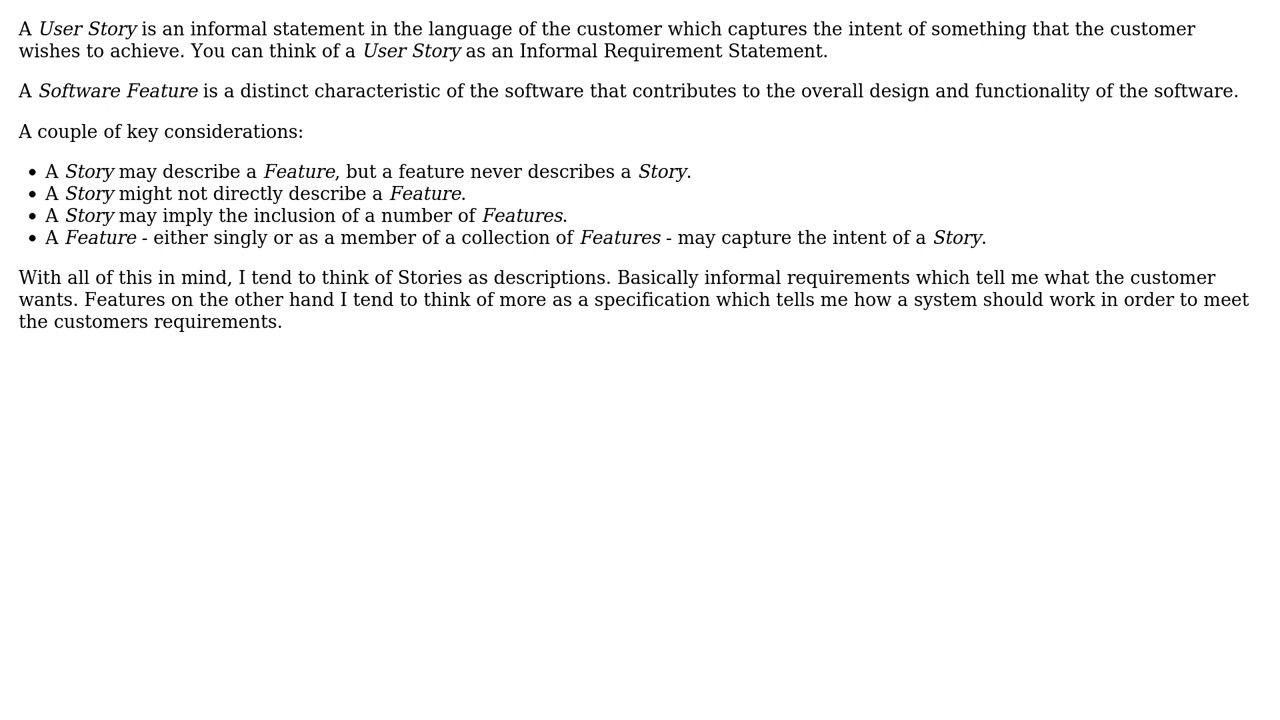 A User Story is an informal statement in the language of the customer which captures the intent of something that the customer
wishes to achieve. You can think of a User Story as an Informal Requirement Statement.
A Software Feature is a distinct characteristic of the software that contributes to the overall design and functionality of the software.
A couple of key considerations:
• A Story may describe a Feature, but a feature never describes a Story.
• A Story might not directly describe a Feature.
• A Story may imply the inclusion of a number of Features.
• A Feature - either singly or as a member of a collection of Features - may capture the intent of a Story.
With all of this in mind, I tend to think of Stories as descriptions. Basically informal requirements which tell me what the customer
wants. Features on the other hand I tend to think of more as a specification which tells me how a system should work in order to meet
the customers requirements.